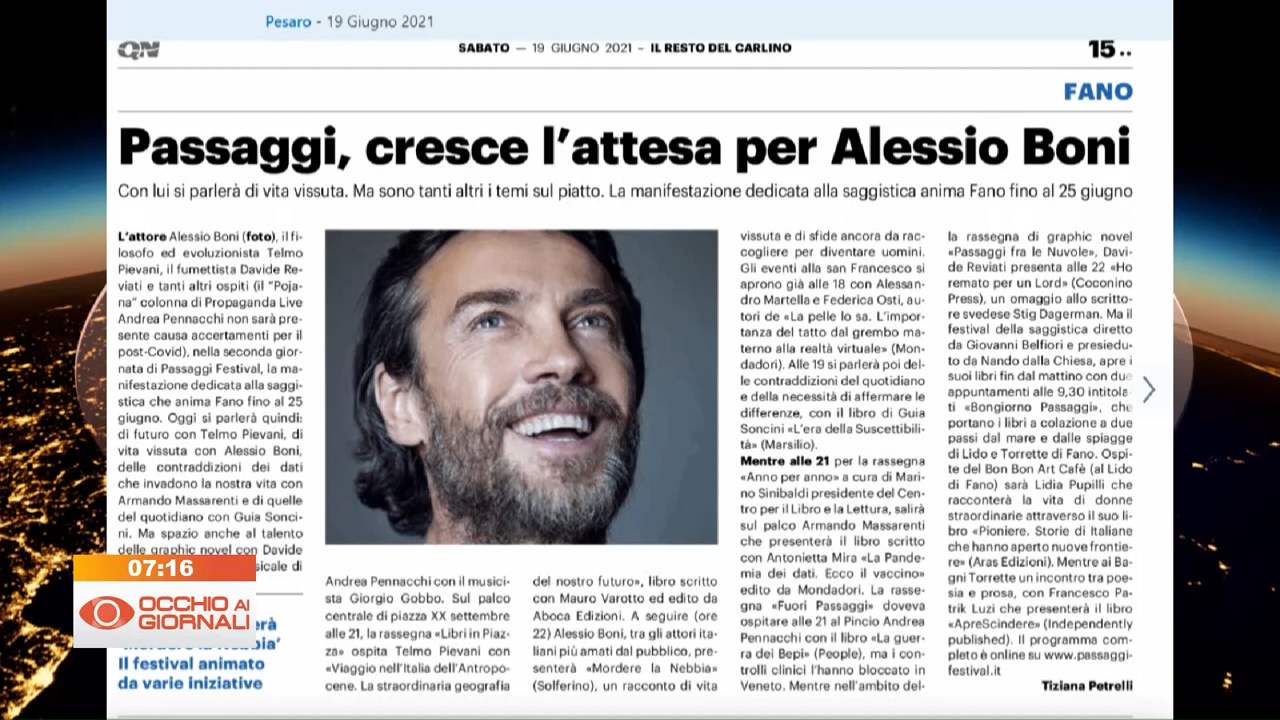 Pesaro - 19 Giugno 2021
QN
SABATO — 19 GIUGNO 2021 – IL RESTO DEL CARLINO
15 ..
FANO
Passaggi, cresce l'attesa per Alessio Boni
Con lui si parlerà di vita vissuta. Ma sono tanti altri i temi sul piatto. La manifestazione dedicata alla saggistica anima Fano fino al 25 giugno
L'attore Alessio Boni (foto), il fi-
losofo ed evoluzionista Telmo
Pievani, il fumettista Davide Re-
viati e tanti altri ospiti (il "Poja-
na" colonna di Propaganda Live
Andrea Pennacchi non sarà pre-
sente causa accertamenti per il
post-Covid), nella seconda gior-
nata di Passaggi Festival, la ma-
nifestazione dedicata alla saggi-
stica che anima Fano fino al 25
giugno. Oggi si parlerà quindi:
di futuro con Telmo Pievani, di
vita vissuta con Alessio Boni,
delle contraddizioni dei dati
che invadono la nostra vita con
Armando Massarenti e di quelle
del quotidiano con Guia Sonci-
ni. Ma spazio anche al talento
delle graphic novel con Davide
sicale di
07:16
OCCHIO AI
GIORNALI
erà
Il festival animato
da varie iniziative
Andrea Pennacchi con il musici-
sta Giorgio Gobbo. Sul palco
centrale di piazza XX settembre
alle 21, la rassegna «Libri in Piaz-
za» ospita Telmo Pievani con
«Viaggio nell'Italia dell'Antropo-
cene. La straordinaria geografia
del nostro futuro», libro scritto
con Mauro Varotto ed edito da
Aboca Edizioni. A seguire (ore
22) Alessio Boni, tra gli attori ita-
liani più amati dal pubblico, pre-
senterà «Mordere la Nebbia»
(Solferino), un racconto di vita
vissuta e di sfide ancora da rac-
cogliere per diventare uomini.
Gli eventi alla san Francesco si
aprono già alle 18 con Alessan-
dro Martella e Federica Osti, au-
tori de «La pelle lo sa. L'impor-
tanza del tatto dal grembo ma-
terno alla realtà virtuale» (Mon-
dadori). Alle 19 si parlerà poi del-
le contraddizioni del quotidiano
e della necessità di affermare le
differenze, con il libro di Guia
Soncini «L'era della Suscettibili-
tà» (Marsilio).
Mentre alle 21 per la rassegna
«Anno per anno» a cura di Mari-
no Sinibaldi presidente del Cen-
tro per il Libro e la Lettura, salirà
sul palco Armando Massarenti
che presenterà il libro scritto
con Antonietta Mira «La Pande-
mia dei dati. Ecco il vaccino»
edito da Mondadori. La rasse-
gna «Fuori Passaggi» doveva
ospitare alle 21 al Pincio Andrea
Pennacchi con il libro «La guer-
ra dei Bepi» (People), ma i con-
trolli clinici l'hanno bloccato in
Veneto. Mentre nell'ambito del-
la rassegna di graphic novel
«Passaggi fra le Nuvole», Davi-
de Reviati presenta alle 22 «Ho
remato per un Lord» (Coconino
Press), un omaggio allo scritto-
re svedese Stig Dagerman. Ma il
festival della saggistica diretto
da Giovanni Belfiori e presiedu-
to da Nando dalla Chiesa, apre i
suoi libri fin dal mattino con due
appuntamenti alle 9,30 intitola-
ti «Bongiorno Passaggi», che
portano i libri a colazione a due
passi dal mare e dalle spiagge
di Lido e Torrette di Fano. Ospi-
te del Bon Bon Art Cafè (al Lido
di Fano) sarà Lidia Pupilli che
racconterà la vita di donne
straordinarie attraverso il suo li-
bro «Pioniere. Storie di Italiane
che hanno aperto nuove frontie-
re» (Aras Edizioni). Mentre ai Ba-
gni Torrette un incontro tra poe-
sia e prosa, con Francesco Pa-
trik Luzi che presenterà il libro
«ApreScindere» (Independently
published). Il programma com-
pleto è online su www.passaggi-
festival.it
Tiziana Petrelli